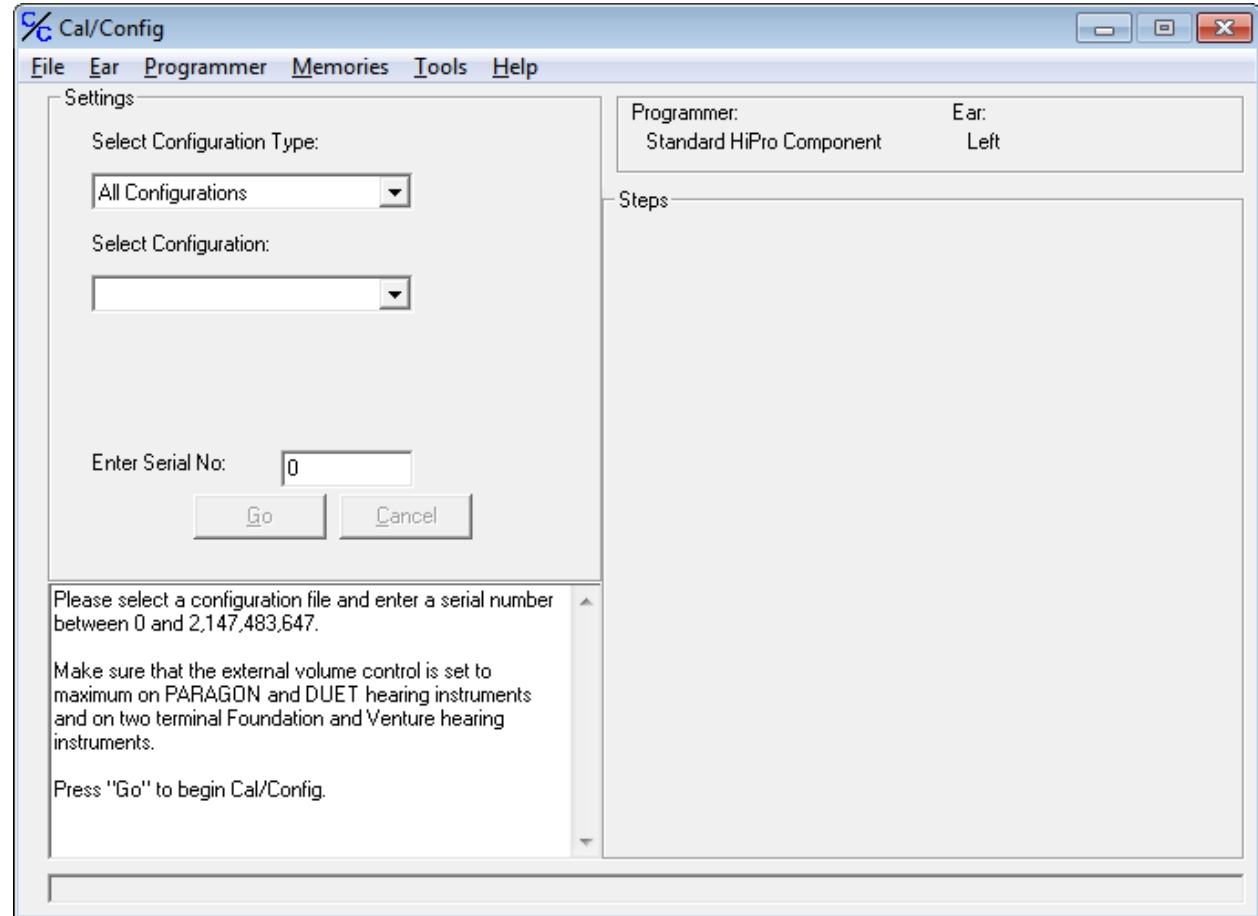 C/C Cal/Config
File Ear Programmer Memories Tools Help
Settings
Select Configuration Type:
All Configurations
Select Configuration:
Enter Serial No: 0
Go Cancel
Please select a configuration file and enter a serial number
between 0 and 2,147,483,647.
Make sure that the external volume control is set to
maximum on PARAGON and DUET hearing instruments
and on two terminal Foundation and Venture hearing
instruments.
Press "Go" to begin Cal/Config.
Programmer: Ear:
Standard HiPro Component Left
Steps